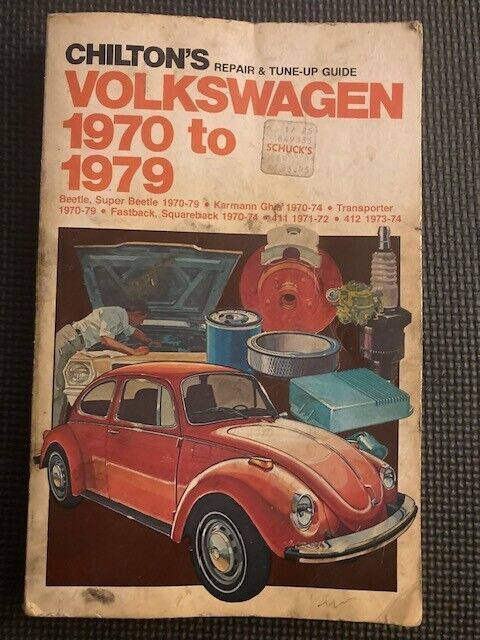 CHILTON'S REPAIR & TUNE-UP GUIDE
VOLKSWAGEN
1970 to
1979
SCHUCK'S
Beetle, Super Beetle 1970-79 • Karmann Ghia 1970-74 • Transporter
1970-79 • Fastback, Squareback 1970-74 • 411 1971-72 • 412 1973-74